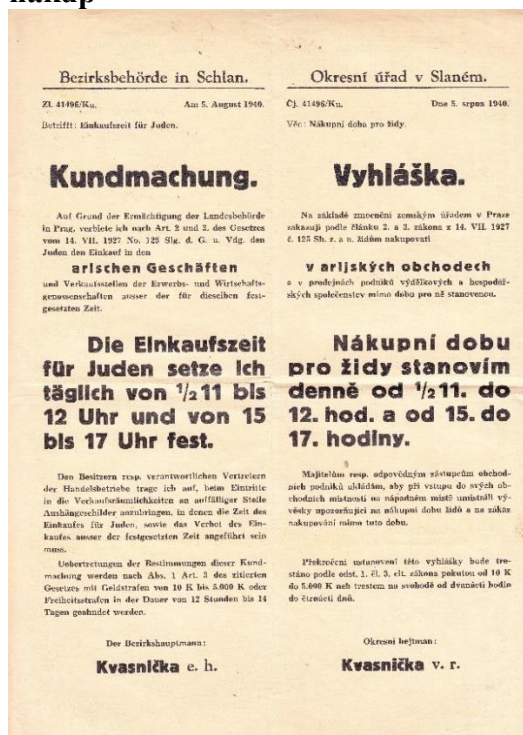 nákup
Bezirksbehörde in Schlan.
Zl. 41496/Ku. Am 5. August 1940.
Betrifft: Einkaufszeit für Juden.
Kundmachung.
Auf Grund der Ermächtigung der Landesbehörde
in Prag, verbiete ich nach Art. 2 und 3. des Gesetzes
vom 14. VII. 1927 No. 125 Slg. d. G. u. Vdg. den
Juden den Einkauf in den
arischen Geschäften
und Verkaufsstellen der Erwerbs- und Wirtschafts-
genossenschaften ausser der für dieselben fest-
gesetzten Zeit.
Die Einkaufszeit
für Juden setze ich
täglich von ½11 bis
12 Uhr und von 15
bis 17 Uhr fest.
Den Besitzern resp. verantwortlichen Vertretern
der Handelsbetriebe trage ich auf, beim Eintritte
in die Verkaufsräumlichkeiten an auffälliger Stelle
Aushängeschilder anzubringen, in denen die Zeit des
Einkaufes für Juden, sowie das Verbot des Ein-
kaufes ausser der festgesetzten Zeit angeführt sein
muss.
Uebertretungen der Bestimmungen dieser Kund-
machung werden nach Abs. 1 Art. 3 des zitierten
Gesetzes mit Geldstrafen von 10 K bis 5.000 K oder
Freiheitsstrafen in der Dauer von 12 Stunden bis 14
Tagen geahndet werden.
Der Bezirkshauptmann:
Kvasnička e. h.
Okresní úřad v Slaném.
Čj. 41496/Ku. Dne 5. srpna 1940.
Věc: Nákupní doba pro židy.
Vyhláška.
Na základě zmocnění zemským úřadem v Praze
zakazuji podle článku 2. a 3. zákona z 14. VII. 1927
č. 125 Sb. z. a n. židům nakupovati
v arijských obchodech
a v prodejnách podniků výdělkových a hospodář-
ských společenstev mimo dobu pro ně stanovenou.
Nákupní dobu
pro židy stanovím
denně od ½11. do
12. hod. a od 15. do
17. hodiny.
Majitelům resp. odpovědným zástupcům obchod-
ních podniků ukládám, aby při vstupu do svých ob-
chodních místností na nápadném místě umístnili vý-
věsky upozorňující na nákupní dobu židů a na zákaz
nakupování mimo tuto dobu.
Překročení ustanovení této vyhlášky bude tre-
stáno podle odst. 1. čl. 3. cit. zákona pokutou od 10 K
do 5.000 K neb trestem na svobodě od dvanácti hodin
do čtrnácti dnů.
Okresní hejtman:
Kvasnička v. r.